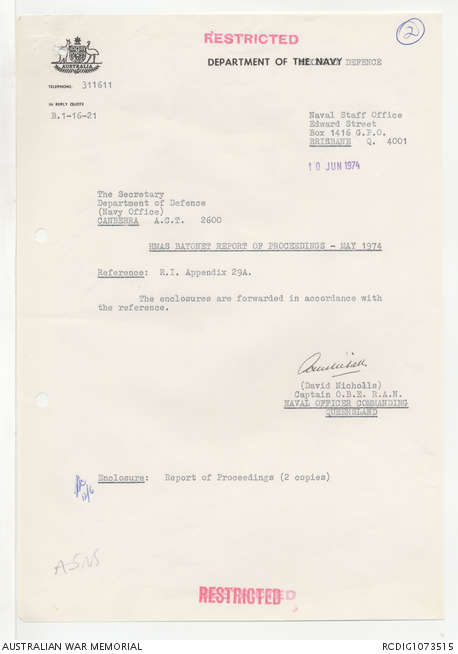 RESTRICTED
2
AUSTRALIA
DEPARTMENT OF THE NAVY DEFENCE
TELEPHONE: 311611
IN REPLY QUOTE
B.1-16-21
Naval Staff Office
Edward Street
Box 1416 G.P.O.
BRISBANE Q. 4001
10 JUN 1974
The Secretary
Department of Defence
(Navy Office)
CANBERRA A.C.T. 2600
HMAS BAYONET REPORT OF PROCEEDINGS - MAY 1974
Reference: R.I. Appendix 29A.
The enclosures are forwarded in accordance with
the reference.
(David Nicholls)
Captain O.B.E. R.A.N.
NAVAL OFFICER COMMANDING
QUEENSLAND
Enclosure: Report of Proceedings (2 copies)
RESTRICTED
AUSTRALIAN WAR MEMORIAL
RCDIG1073515